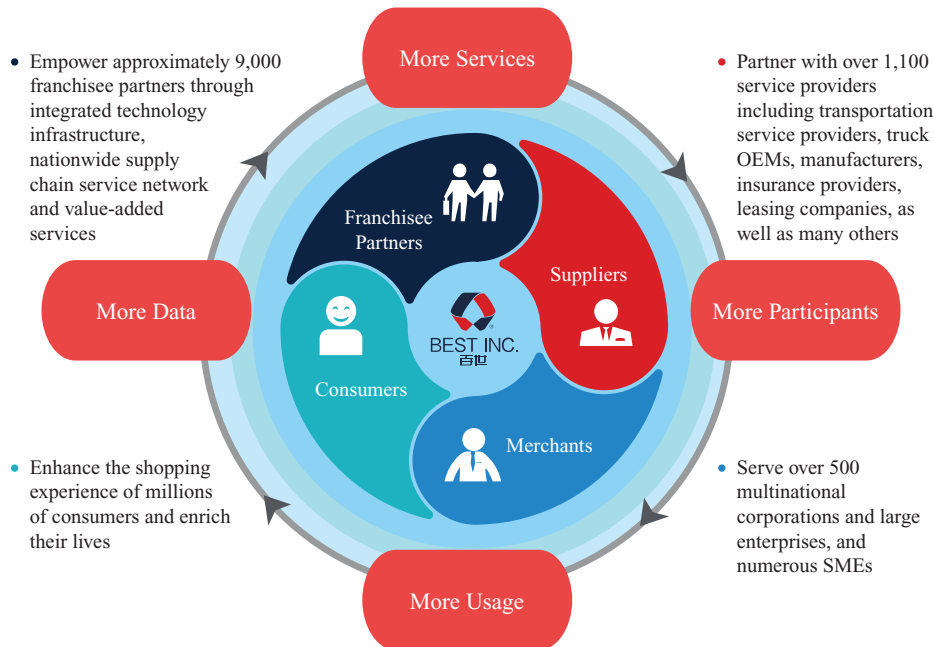 More Services
• Empower approximately 9,000
franchisee partners through
integrated technology
infrastructure,
nationwide supply
chain service network
and value-added
services
• Partner with over 1,100
service providers
including transportation
service providers, truck
OEMs, manufacturers,
insurance providers,
leasing companies, as
well as many others
Franchisee
Partners
Suppliers
More Data
More Participants
BEST INC.
百世
®
Consumers
Merchants
• Enhance the shopping
experience of millions
of consumers and enrich
their lives
• Serve over 500
multinational
corporations and large
enterprises, and
numerous SMEs
More Usage